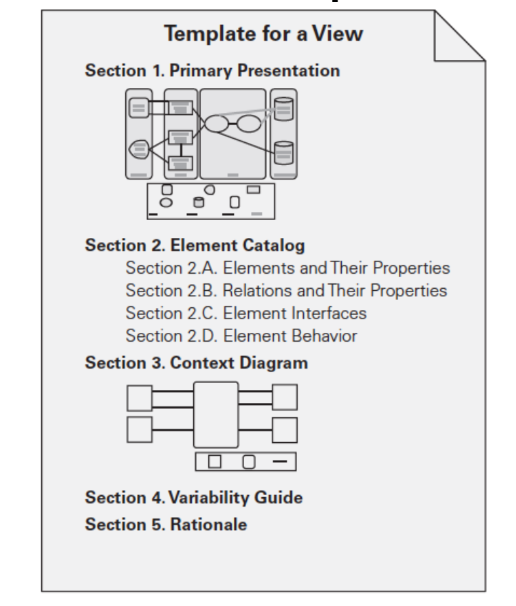 Template for a View
Section 1. Primary Presentation
Section 2. Element Catalog
Section 2.A. Elements and Their Properties
Section 2.B. Relations and Their Properties
Section 2.C. Element Interfaces
Section 2.D. Element Behavior
Section 3. Context Diagram
Section 4. Variability Guide
Section 5. Rationale